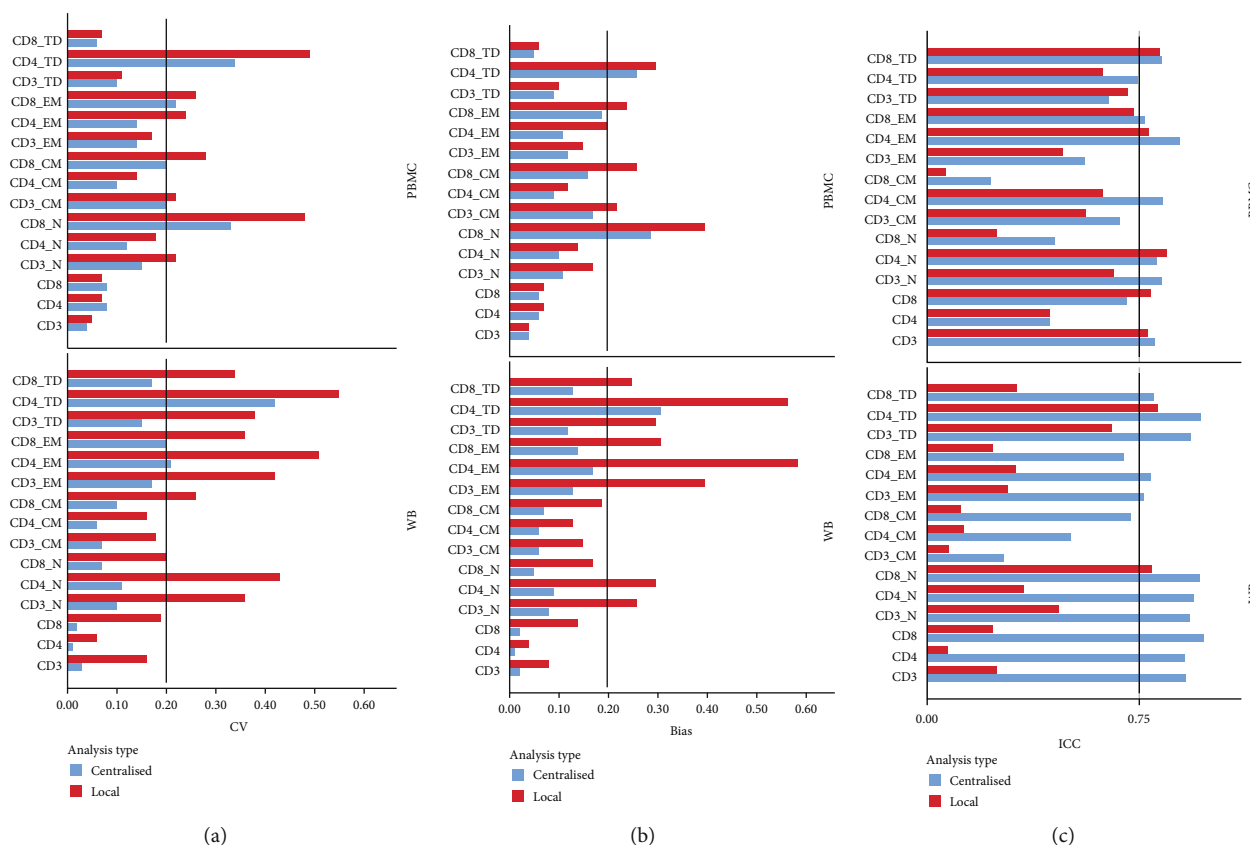 CD8_TD
CD4_TD
CD3_TD
CD8_EM
CD4_EM
CD3_EM
CD8_CM
CD4_CM
CD3_CM
CD8_N
CD4_N
CD3_N
CD8
CD4
CD3
PBMC
CD8_TD
CD4_TD
CD3_TD
CD8_EM
CD4_EM
CD3_EM
CD8_CM
CD4_CM
CD3_CM
CD8_N
CD4_N
CD3_N
CD8
CD4
CD3
WB
0.00 0.10 0.20 0.30 0.40 0.50 0.60
CV
Analysis type
Centralised
Local
(a)
CD8_TD
CD4_TD
CD3_TD
CD8_EM
CD4_EM
CD3_EM
CD8_CM
CD4_CM
CD3_CM
CD8_N
CD4_N
CD3_N
CD8
CD4
CD3
PBMC
CD8_TD
CD4_TD
CD3_TD
CD8_EM
CD4_EM
CD3_EM
CD8_CM
CD4_CM
CD3_CM
CD8_N
CD4_N
CD3_N
CD8
CD4
CD3
WB
0.00 0.10 0.20 0.30 0.40 0.50 0.60
Bias
Analysis type
Centralised
Local
(b)
CD8_TD
CD4_TD
CD3_TD
CD8_EM
CD4_EM
CD3_EM
CD8_CM
CD4_CM
CD3_CM
CD8_N
CD4_N
CD3_N
CD8
CD4
CD3
CD8_TD
CD4_TD
CD3_TD
CD8_EM
CD4_EM
CD3_EM
CD8_CM
CD4_CM
CD3_CM
CD8_N
CD4_N
CD3_N
CD8
CD4
CD3
0.00 0.75
ICC
Analysis type
Centralised
Local
(c)